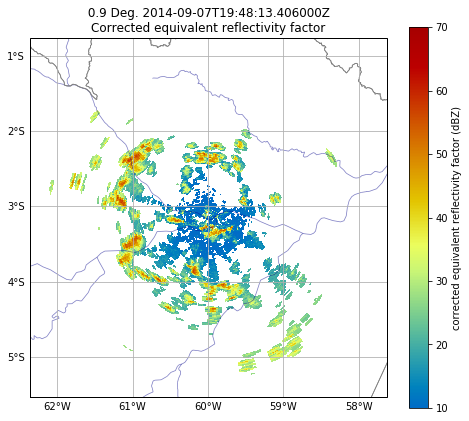 0.9 Deg. 2014-09-07T19:48:13.406000Z
Corrected equivalent reflectivity factor
1°S
2°S
3°S
4°S
5°S
62°W
61°W
60°W
59°W
58°W
70
60
50
40
30
20
10
corrected equivalent reflectivity factor (dBZ)